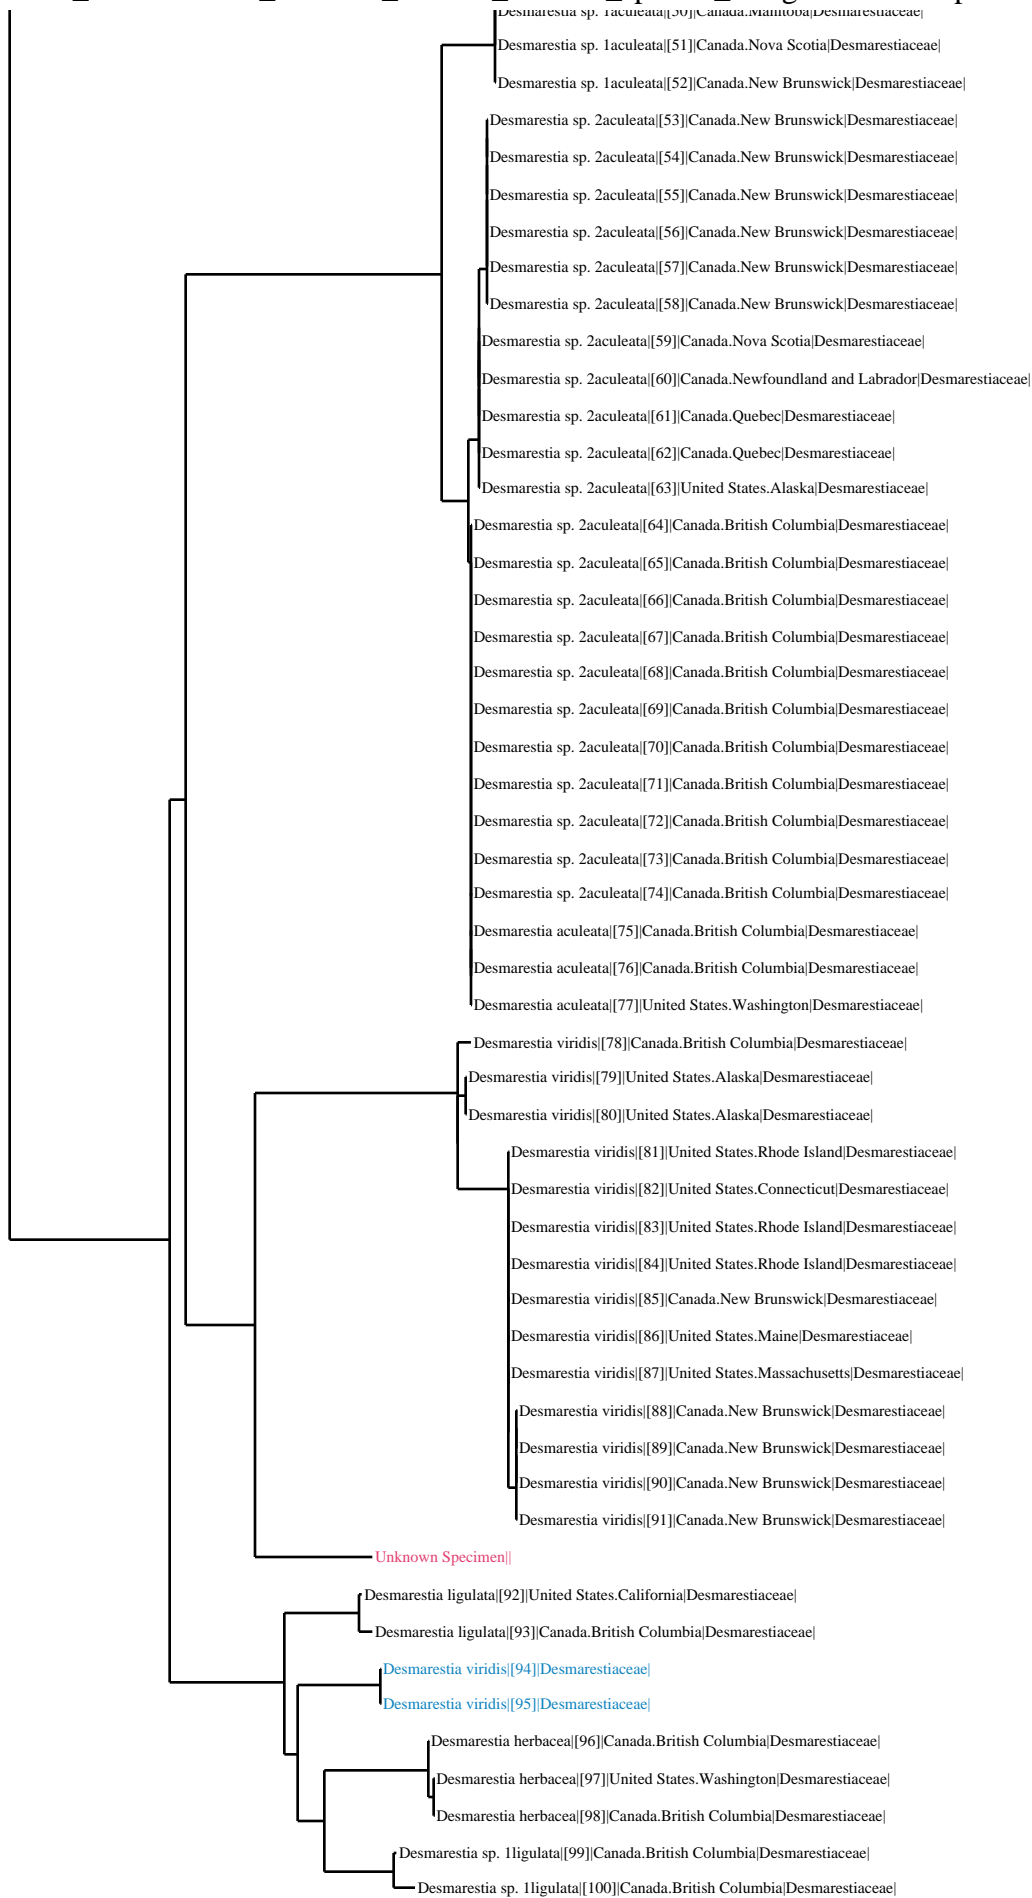 Desmarestia sp. 1aculeata|[50]|Canada.Manitoba|Desmarestiaceae|
Desmarestia sp. 1aculeata|[51]|Canada.Nova Scotia|Desmarestiaceae|
Desmarestia sp. 1aculeata|[52]|Canada.New Brunswick|Desmarestiaceae|
Desmarestia sp. 2aculeata|[53]|Canada.New Brunswick|Desmarestiaceae|
Desmarestia sp. 2aculeata|[54]|Canada.New Brunswick|Desmarestiaceae|
Desmarestia sp. 2aculeata|[55]|Canada.New Brunswick|Desmarestiaceae|
Desmarestia sp. 2aculeata|[56]|Canada.New Brunswick|Desmarestiaceae|
Desmarestia sp. 2aculeata|[57]|Canada.New Brunswick|Desmarestiaceae|
Desmarestia sp. 2aculeata|[58]|Canada.New Brunswick|Desmarestiaceae|
Desmarestia sp. 2aculeata|[59]|Canada.Nova Scotia|Desmarestiaceae|
Desmarestia sp. 2aculeata|[60]|Canada.Newfoundland and Labrador|Desmarestiaceae|
Desmarestia sp. 2aculeata|[61]|Canada.Quebec|Desmarestiaceae|
Desmarestia sp. 2aculeata|[62]|Canada.Quebec|Desmarestiaceae|
Desmarestia sp. 2aculeata|[63]|United States.Alaska|Desmarestiaceae|
Desmarestia sp. 2aculeata|[64]|Canada.British Columbia|Desmarestiaceae|
Desmarestia sp. 2aculeata|[65]|Canada.British Columbia|Desmarestiaceae|
Desmarestia sp. 2aculeata|[66]|Canada.British Columbia|Desmarestiaceae|
Desmarestia sp. 2aculeata|[67]|Canada.British Columbia|Desmarestiaceae|
Desmarestia sp. 2aculeata|[68]|Canada.British Columbia|Desmarestiaceae|
Desmarestia sp. 2aculeata|[69]|Canada.British Columbia|Desmarestiaceae|
Desmarestia sp. 2aculeata|[70]|Canada.British Columbia|Desmarestiaceae|
Desmarestia sp. 2aculeata|[71]|Canada.British Columbia|Desmarestiaceae|
Desmarestia sp. 2aculeata|[72]|Canada.British Columbia|Desmarestiaceae|
Desmarestia sp. 2aculeata|[73]|Canada.British Columbia|Desmarestiaceae|
Desmarestia sp. 2aculeata|[74]|Canada.British Columbia|Desmarestiaceae|
Desmarestia aculeata|[75]|Canada.British Columbia|Desmarestiaceae|
Desmarestia aculeata|[76]|Canada.British Columbia|Desmarestiaceae|
Desmarestia aculeata|[77]|United States.Washington|Desmarestiaceae|
Desmarestia viridis|[78]|Canada.British Columbia|Desmarestiaceae|
Desmarestia viridis|[79]|United States.Alaska|Desmarestiaceae|
Desmarestia viridis|[80]|United States.Alaska|Desmarestiaceae|
Desmarestia viridis|[81]|United States.Rhode Island|Desmarestiaceae|
Desmarestia viridis|[82]|United States.Connecticut|Desmarestiaceae|
Desmarestia viridis|[83]|United States.Rhode Island|Desmarestiaceae|
Desmarestia viridis|[84]|United States.Rhode Island|Desmarestiaceae|
Desmarestia viridis|[85]|Canada.New Brunswick|Desmarestiaceae|
Desmarestia viridis|[86]|United States.Maine|Desmarestiaceae|
Desmarestia viridis|[87]|United States.Massachusetts|Desmarestiaceae|
Desmarestia viridis|[88]|Canada.New Brunswick|Desmarestiaceae|
Desmarestia viridis|[89]|Canada.New Brunswick|Desmarestiaceae|
Desmarestia viridis|[90]|Canada.New Brunswick|Desmarestiaceae|
Desmarestia viridis|[91]|Canada.New Brunswick|Desmarestiaceae|
Unknown Specimen||
Desmarestia ligulata|[92]|United States.California|Desmarestiaceae|
Desmarestia ligulata|[93]|Canada.British Columbia|Desmarestiaceae|
Desmarestia viridis|[94]|Desmarestiaceae|
Desmarestia viridis|[95]|Desmarestiaceae|
Desmarestia herbacea|[96]|Canada.British Columbia|Desmarestiaceae|
Desmarestia herbacea|[97]|United States.Washington|Desmarestiaceae|
Desmarestia herbacea|[98]|Canada.British Columbia|Desmarestiaceae|
Desmarestia sp. 1ligulata|[99]|Canada.British Columbia|Desmarestiaceae|
Desmarestia sp. 1ligulata|[100]|Canada.British Columbia|Desmarestiaceae|